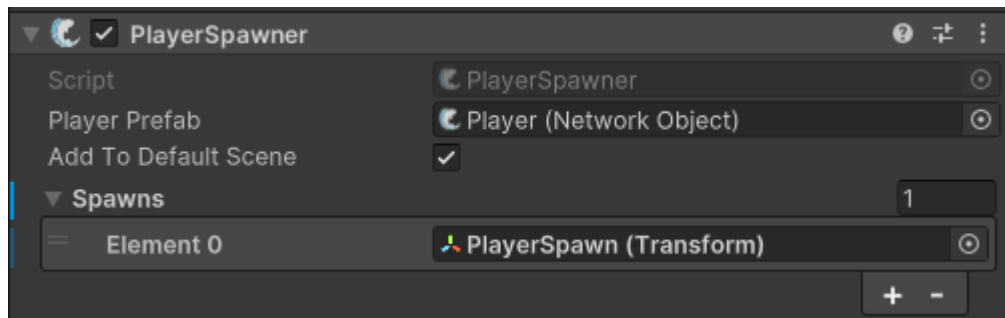 PlayerSpawner
Script PlayerSpawner
Player Prefab Player (Network Object)
Add To Default Scene
Spawns 1
Element 0 PlayerSpawn (Transform)
+ -